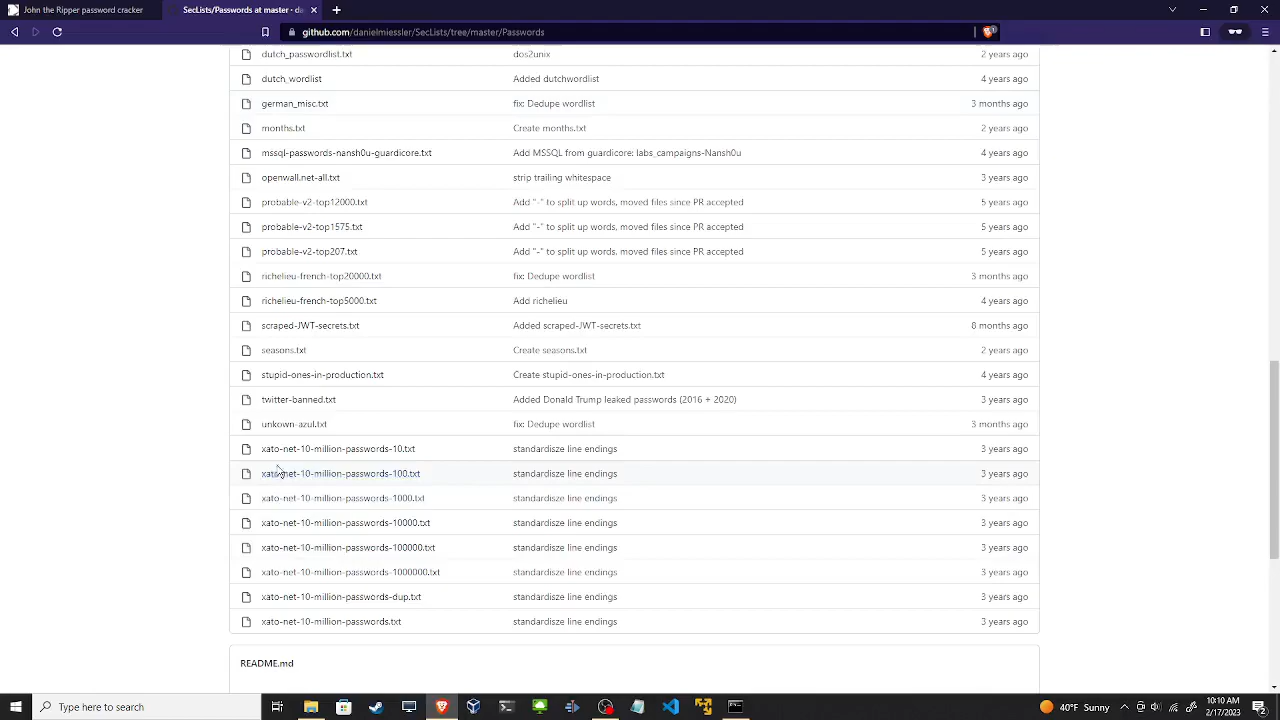 John the Ripper password cracker
SecLists/Passwords at master · da
github.com/danielmiessler/SecLists/tree/master/Passwords
dutch_passwordlist.txt dos2unix 2 years ago
dutch_wordlist Added dutchwordlist 4 years ago
german_misc.txt fix: Dedupe wordlist 3 months ago
months.txt Create months.txt 2 years ago
mssql-passwords-nansh0u-guardicore.txt Add MSSQL from guardicore: labs_campaigns-Nansh0u 4 years ago
openwall.net-all.txt strip trailing whitespace 3 years ago
probable-v2-top12000.txt Add "-" to split up words, moved files since PR accepted 5 years ago
probable-v2-top1575.txt Add "-" to split up words, moved files since PR accepted 5 years ago
probable-v2-top207.txt Add "-" to split up words, moved files since PR accepted 5 years ago
richelieu-french-top20000.txt fix: Dedupe wordlist 3 months ago
richelieu-french-top5000.txt Add richelieu 4 years ago
scraped-JWT-secrets.txt Added scraped-JWT-secrets.txt 8 months ago
seasons.txt Create seasons.txt 2 years ago
stupid-ones-in-production.txt Create stupid-ones-in-production.txt 4 years ago
twitter-banned.txt Added Donald Trump leaked passwords (2016 + 2020) 3 years ago
unkown-azul.txt fix: Dedupe wordlist 3 months ago
xato-net-10-million-passwords-10.txt standardisze line endings 3 years ago
xato-net-10-million-passwords-100.txt standardisze line endings 3 years ago
xato-net-10-million-passwords-1000.txt standardisze line endings 3 years ago
xato-net-10-million-passwords-10000.txt standardisze line endings 3 years ago
xato-net-10-million-passwords-100000.txt standardisze line endings 3 years ago
xato-net-10-million-passwords-1000000.txt standardisze line endings 3 years ago
xato-net-10-million-passwords-dup.txt standardisze line endings 3 years ago
xato-net-10-million-passwords.txt standardisze line endings 3 years ago
README.md
Type here to search
40°F Sunny
10:10 AM
2/17/2023